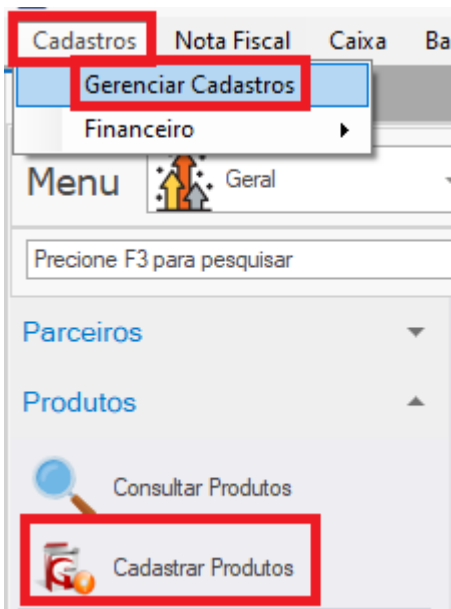 Cadastros Nota Fiscal Caixa Ba
Gerenciar Cadastros
Financeiro
Menu Geral
Precione F3 para pesquisar
Parceiros
Produtos
Consultar Produtos
Cadastrar Produtos